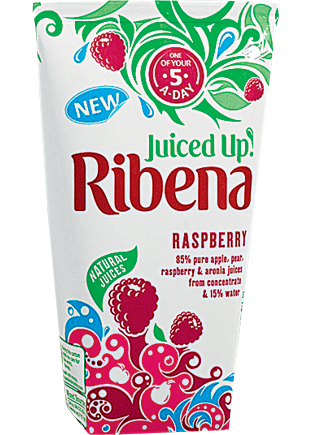 ONE
OF YOUR
5
A-DAY
NEW
Juiced Up!
Ribena
RASPBERRY
85% pure apple, pear,
raspberry & aronia juices
from concentrate
& 15% water
NATURAL
JUICES